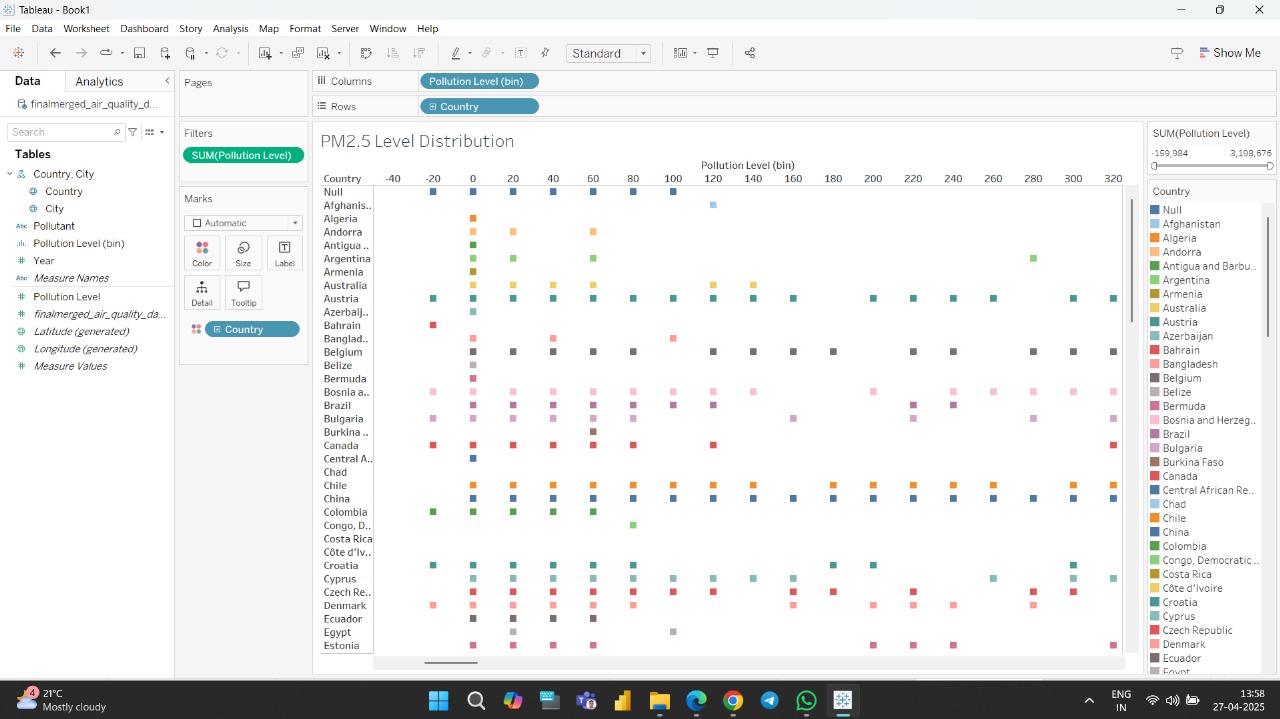 Tableau - Book1
File Data Worksheet Dashboard Story Analysis Map Format Server Window Help
Standard
Show Me
Data Analytics
Pages
Columns
Pollution Level (bin)
finalmerged_air_quality_d...
Rows
Country
Search
Filters
SUM(Pollution Level)
Tables
Country, City
Country
City
Abc Pollutant
Pollution Level (bin)
Year
Abc Measure Names
Pollution Level
finalmerged_air_quality_da...
Latitude (generated)
Longitude (generated)
Measure Values
Marks
Automatic
Color Size Label
Detail Tooltip
Country
PM2.5 Level Distribution
Pollution Level (bin)
Country -40 -20 0 20 40 60 80 100 120 140 160 180 200 220 240 260 280 300 320
Null
Afghanis..
Algeria
Andorra
Antigua ..
Argentina
Armenia
Australia
Austria
Azerbaij..
Bahrain
Banglad..
Belgium
Belize
Bermuda
Bosnia a..
Brazil
Bulgaria
Burkina ..
Canada
Central A..
Chad
Chile
China
Colombia
Congo, D..
Costa Rica
Côte d'Iv..
Croatia
Cyprus
Czech Re..
Denmark
Ecuador
Egypt
Estonia
SUM(Pollution Level)
-159,984 3,198,676
Country
Null
Afghanistan
Algeria
Andorra
Antigua and Barbu..
Argentina
Armenia
Australia
Austria
Azerbaijan
Bahrain
Bangladesh
Belgium
Belize
Bermuda
Bosnia and Herzeg..
Brazil
Bulgaria
Burkina Faso
Canada
Central African Re..
Chad
Chile
China
Colombia
Congo, Democratic ..
Costa Rica
Côte d'Ivoire
Croatia
Cyprus
Czech Republic
Denmark
Ecuador
Egypt
4
21°C
Mostly cloudy
ENG
IN
13:58
27-04-2025